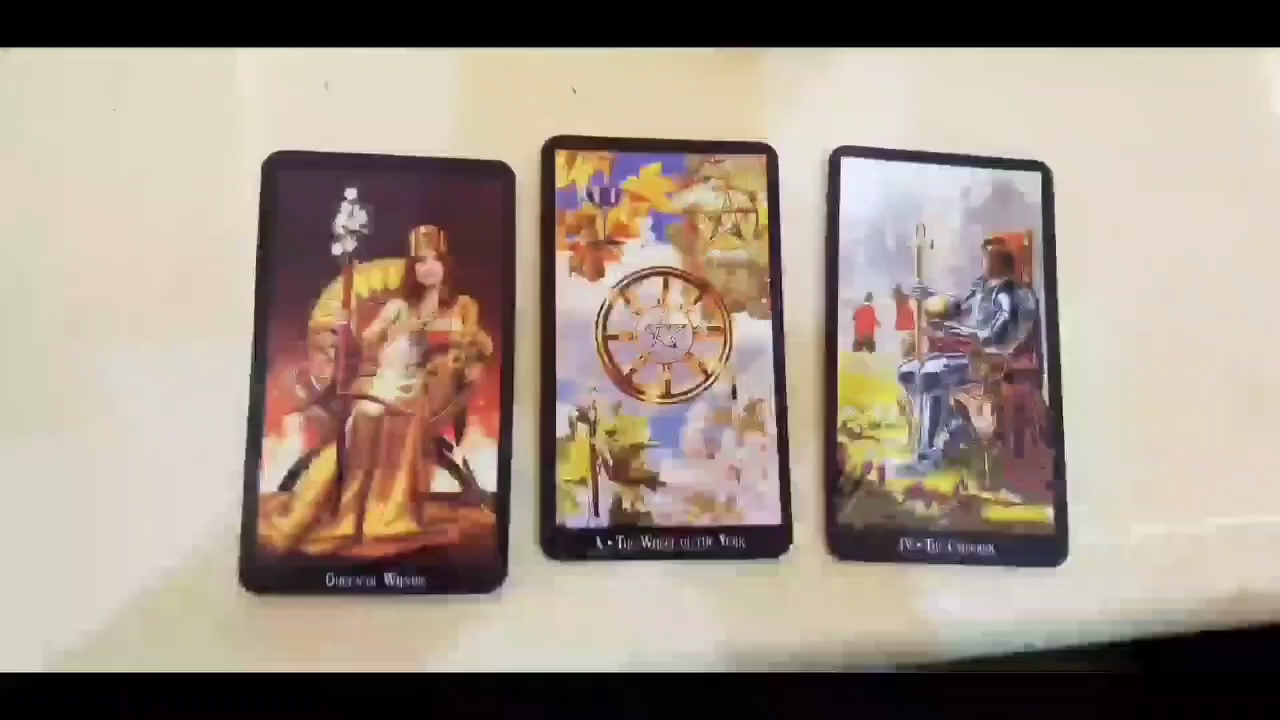 Queen of Wands
X • The Wheel of the Year
IV • The Emperor